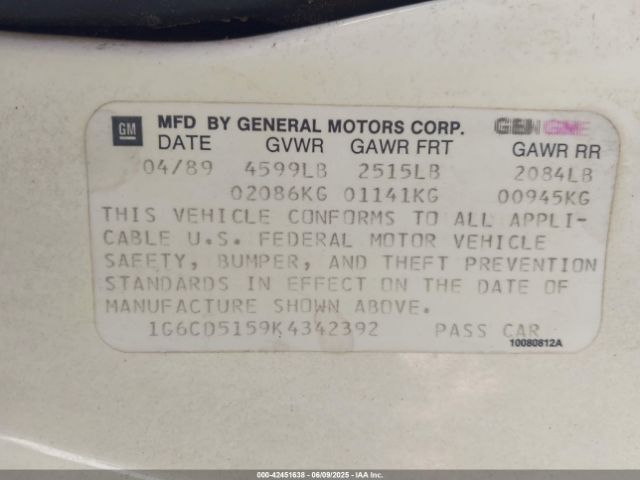 GM MFD BY GENERAL MOTORS CORP. GEN GME
DATE GVWR GAWR FRT GAWR RR
04/89 4599LB 2515LB 2084LB
02086KG 01141KG 00945KG
THIS VEHICLE CONFORMS TO ALL APPLI-
CABLE U.S. FEDERAL MOTOR VEHICLE
SAFETY, BUMPER, AND THEFT PREVENTION
STANDARDS IN EFFECT ON THE DATE OF
MANUFACTURE SHOWN ABOVE.
1G6CD5159K4342392 PASS CAR
10080812A
000-42451638 - 06/09/2025 - IAA Inc.